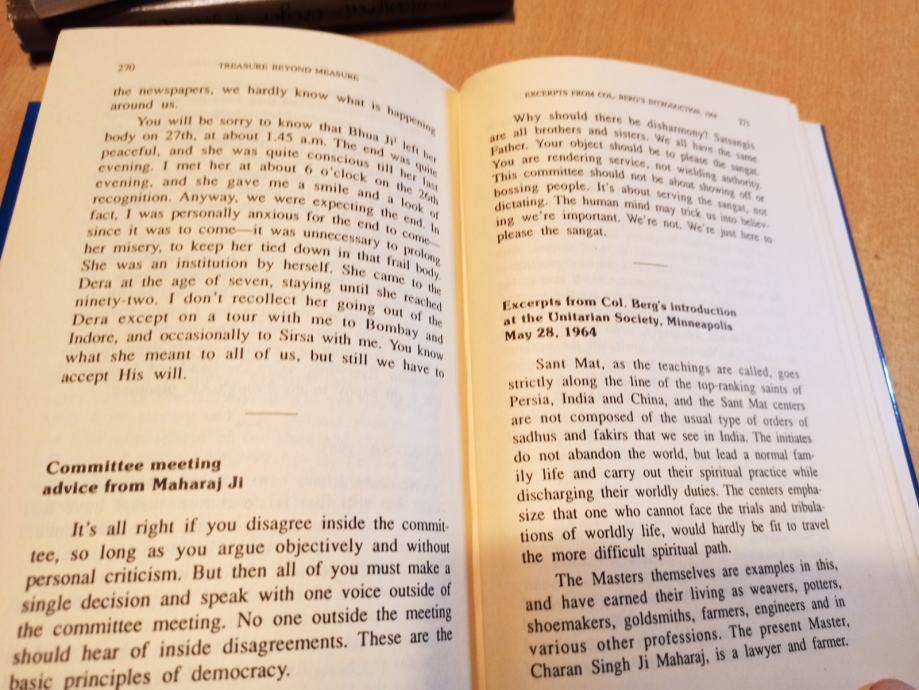 270
TREASURE BEYOND MEASURE
the newspapers, we hardly know what is happening
around us.
You will be sorry to know that Bhua Ji left her
body on 27th, at about 1.45 a.m. The end was quite
peaceful, and she was quite conscious till her last
evening. I met her at about 6 o'clock on the 26th
evening, and she gave me a smile and a look of
recognition. Anyway, we were expecting the end. In
fact, I was personally anxious for the end to come—
since it was to come—it was unnecessary to prolong
her misery, to keep her tied down in that frail body.
She was an institution by herself. She came to the
Dera at the age of seven, staying until she reached
ninety-two. I don't recollect her going out of the
Dera except on a tour with me to Bombay and
Indore, and occasionally to Sirsa with me. You know
what she meant to all of us, but still we have to
accept His will.
Committee meeting
advice from Maharaj Ji
It's all right if you disagree inside the commit-
tee, so long as you argue objectively and without
personal criticism. But then all of you must make a
single decision and speak with one voice outside of
the committee meeting. No one outside the meeting
should hear of inside disagreements. These are the
basic principles of democracy.
EXCERPTS FROM COL. BERG'S INTRODUCTION, 1964
271
Why should there be disharmony? Satsangis
are all brothers and sisters. We all have the same
Father. Your object should be to please the sangat.
You are rendering service, not wielding authority.
This committee should not be about showing off or
bossing people. It's about serving the sangat, not
dictating. The human mind may trick us into believ-
ing we're important. We're not. We're just here to
please the sangat.
Excerpts from Col. Berg's introduction
at the Unitarian Society, Minneapolis
May 28, 1964
Sant Mat, as the teachings are called, goes
strictly along the line of the top-ranking saints of
Persia, India and China, and the Sant Mat centers
are not composed of the usual type of orders of
sadhus and fakirs that we see in India. The initiates
do not abandon the world, but lead a normal fam-
ily life and carry out their spiritual practice while
discharging their worldly duties. The centers empha-
size that one who cannot face the trials and tribula-
tions of worldly life, would hardly be fit to travel
the more difficult spiritual path.
The Masters themselves are examples in this,
and have earned their living as weavers, potters,
shoemakers, goldsmiths, farmers, engineers and in
various other professions. The present Master,
Charan Singh Ji Maharaj, is a lawyer and farmer.